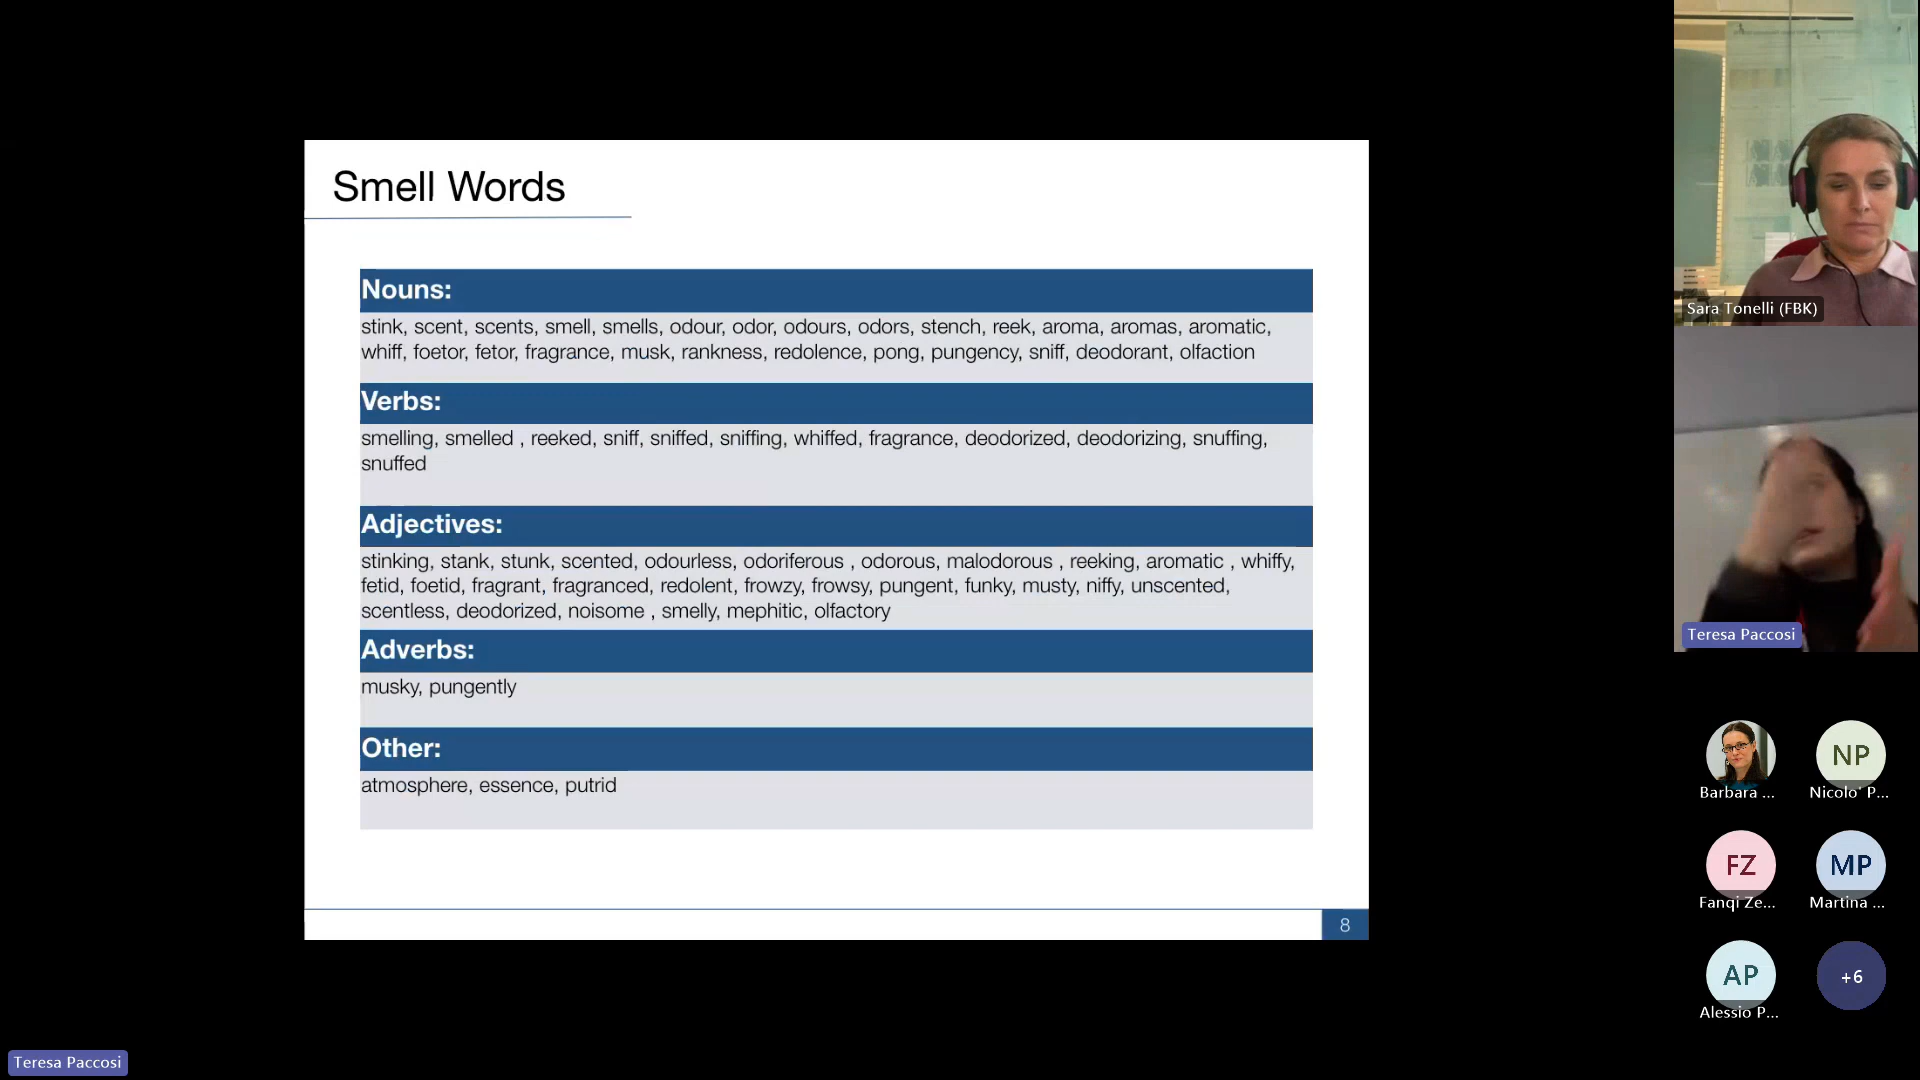 Smell Words
Nouns:
stink, scent, scents, smell, smells, odour, odor, odours, odors, stench, reek, aroma, aromas, aromatic,
whiff, foetor, fetor, fragrance, musk, rankness, redolence, pong, pungency, sniff, deodorant, olfaction
Verbs:
smelling, smelled , reeked, sniff, sniffed, sniffing, whiffed, fragrance, deodorized, deodorizing, snuffing,
snuffed
Adjectives:
stinking, stank, stunk, scented, odourless, odoriferous , odorous, malodorous , reeking, aromatic , whiffy,
fetid, foetid, fragrant, fragranced, redolent, frowzy, frowsy, pungent, funky, musty, niffy, unscented,
scentless, deodorized, noisome , smelly, mephitic, olfactory
Adverbs:
musky, pungently
Other:
atmosphere, essence, putrid
8
Sara Tonelli (FBK)
Teresa Paccosi
Barbara ...
NP
Nicolo' P...
FZ
Fanqi Ze...
MP
Martina ...
AP
Alessio P...
+6
Teresa Paccosi